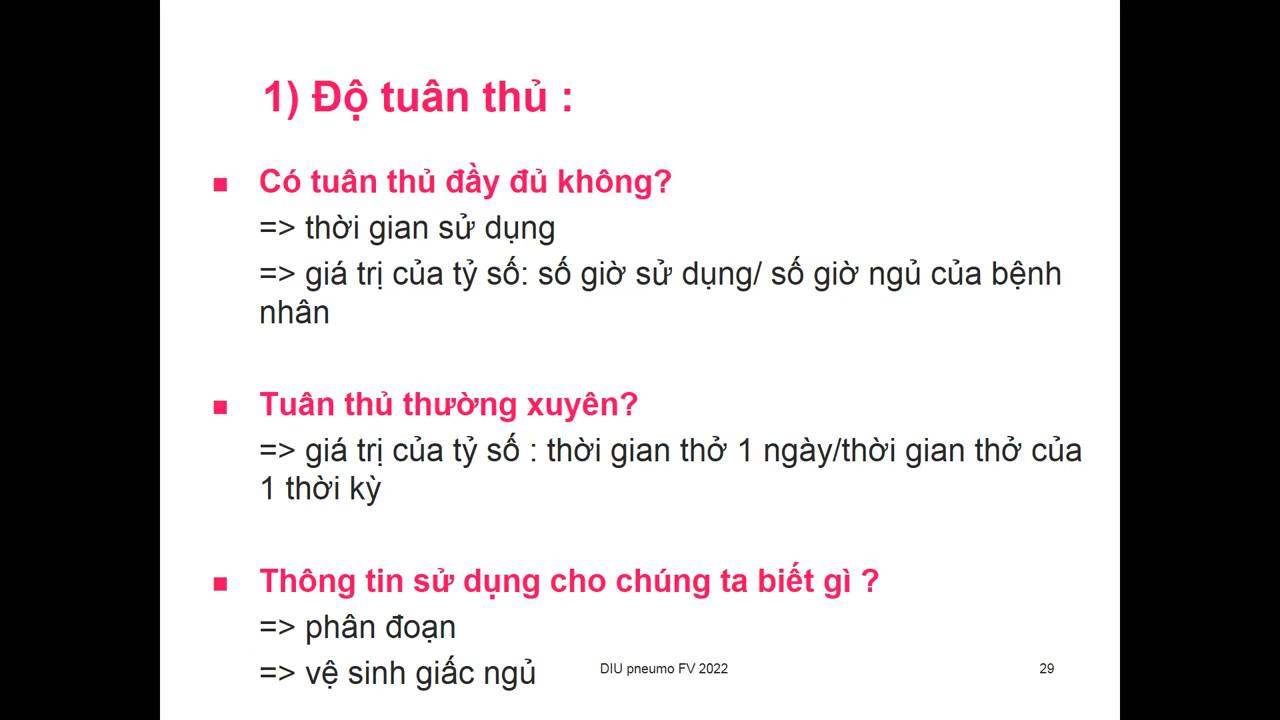 1) Độ tuân thủ :
Có tuân thủ đầy đủ không?
=> thời gian sử dụng
=> giá trị của tỷ số: số giờ sử dụng/ số giờ ngủ của bệnh
nhân
Tuân thủ thường xuyên?
=> giá trị của tỷ số : thời gian thở 1 ngày/thời gian thở của
1 thời kỳ
Thông tin sử dụng cho chúng ta biết gì ?
=> phân đoạn
=> vệ sinh giấc ngủ
DIU pneumo FV 2022
29